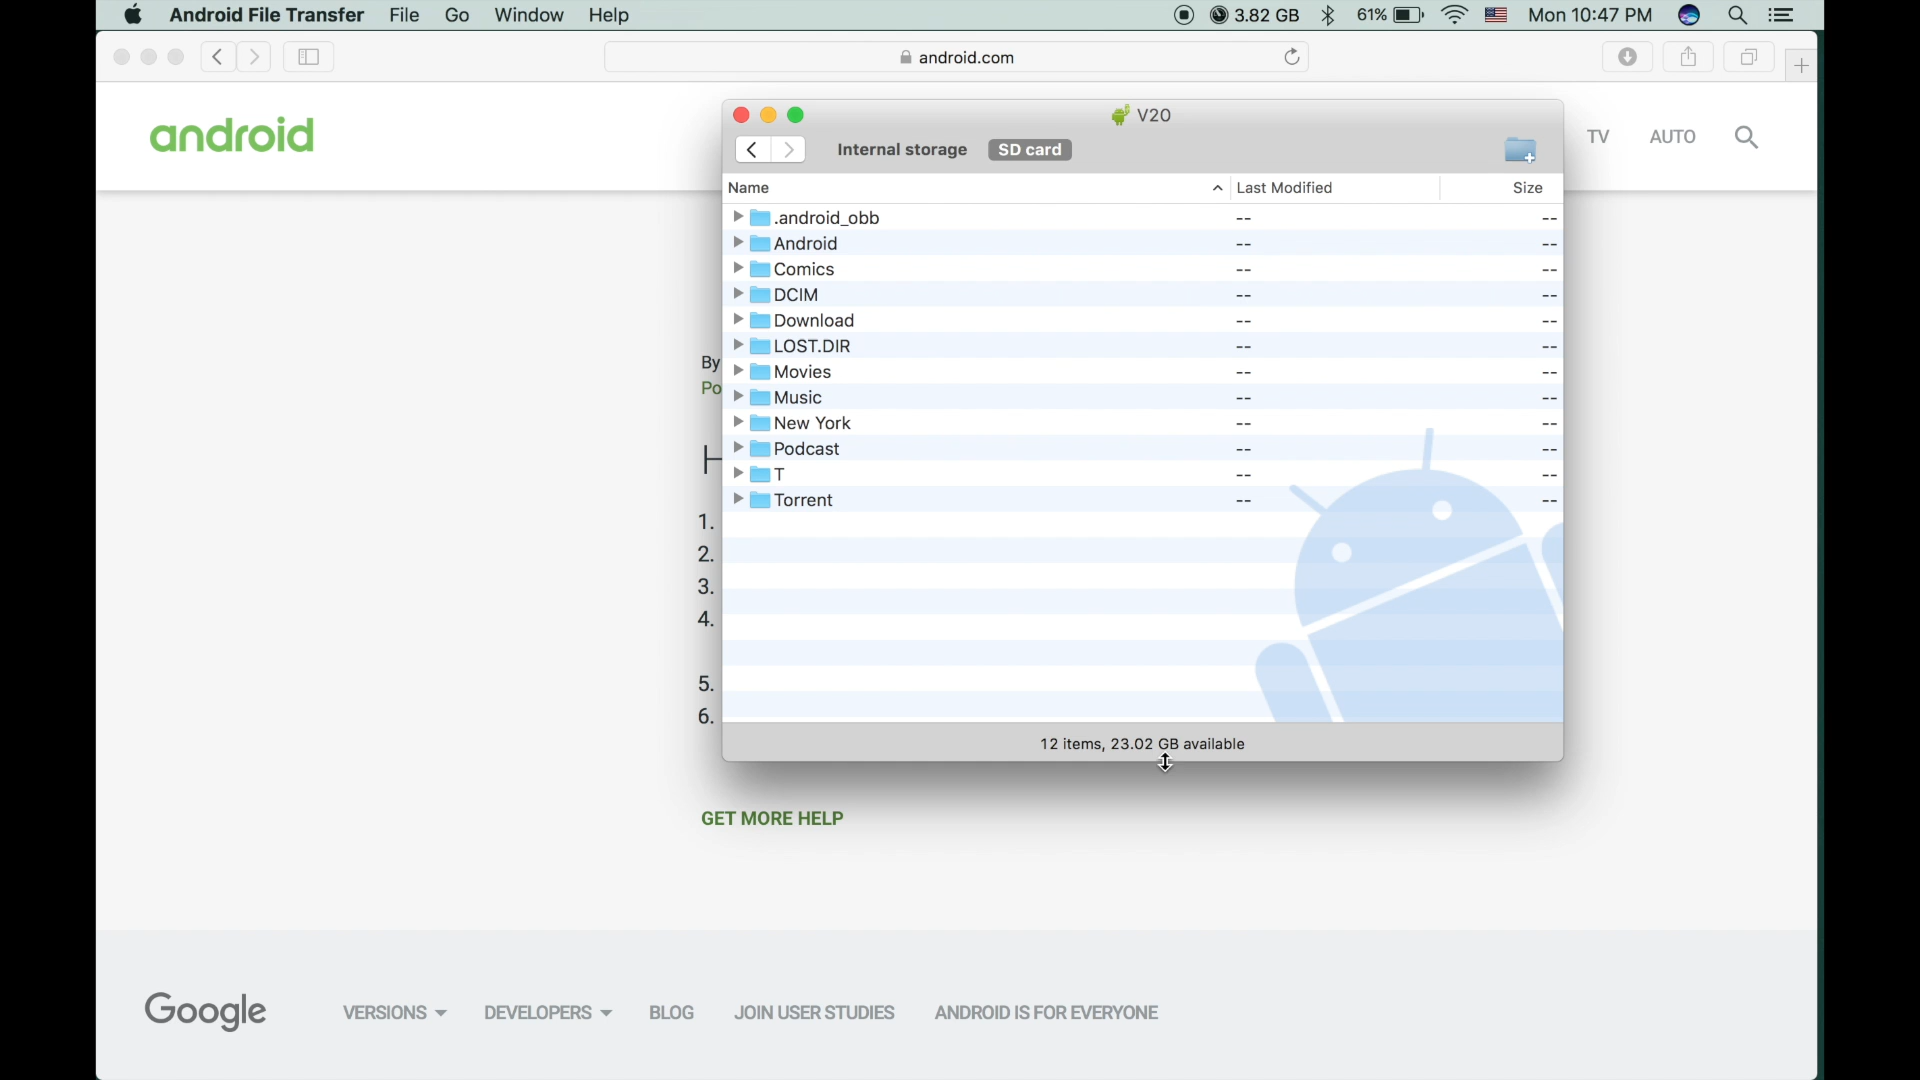 Android File Transfer File Go Window Help 3.82 GB 61% Mon 10:47 PM
android.com
android
TV AUTO
V20
Internal storage SD card
Name Last Modified Size
.android_obb -- --
Android -- --
Comics -- --
DCIM -- --
Download -- --
LOST.DIR -- --
Movies -- --
Music -- --
New York -- --
Podcast -- --
T -- --
Torrent -- --
12 items, 23.02 GB available
By
Po
1.
2.
3.
4.
5.
6.
GET MORE HELP
Google VERSIONS DEVELOPERS BLOG JOIN USER STUDIES ANDROID IS FOR EVERYONE